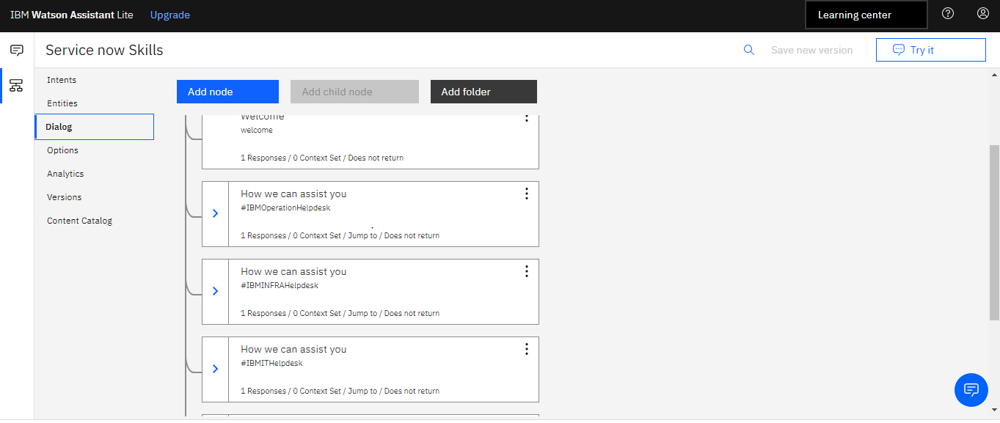 IBM Watson Assistant Lite Upgrade Learning center
Service now Skills Save new version Try it
Intents
Entities
Dialog
Options
Analytics
Versions
Content Catalog
Add node Add child node Add folder
Welcome
welcome
1 Responses / 0 Context Set / Does not return
How we can assist you
#IBMOperationHelpdesk
1 Responses / 0 Context Set / Jump to / Does not return
How we can assist you
#IBMINFRAHelpdesk
1 Responses / 0 Context Set / Jump to / Does not return
How we can assist you
#IBMITHelpdesk
1 Responses / 0 Context Set / Jump to / Does not return